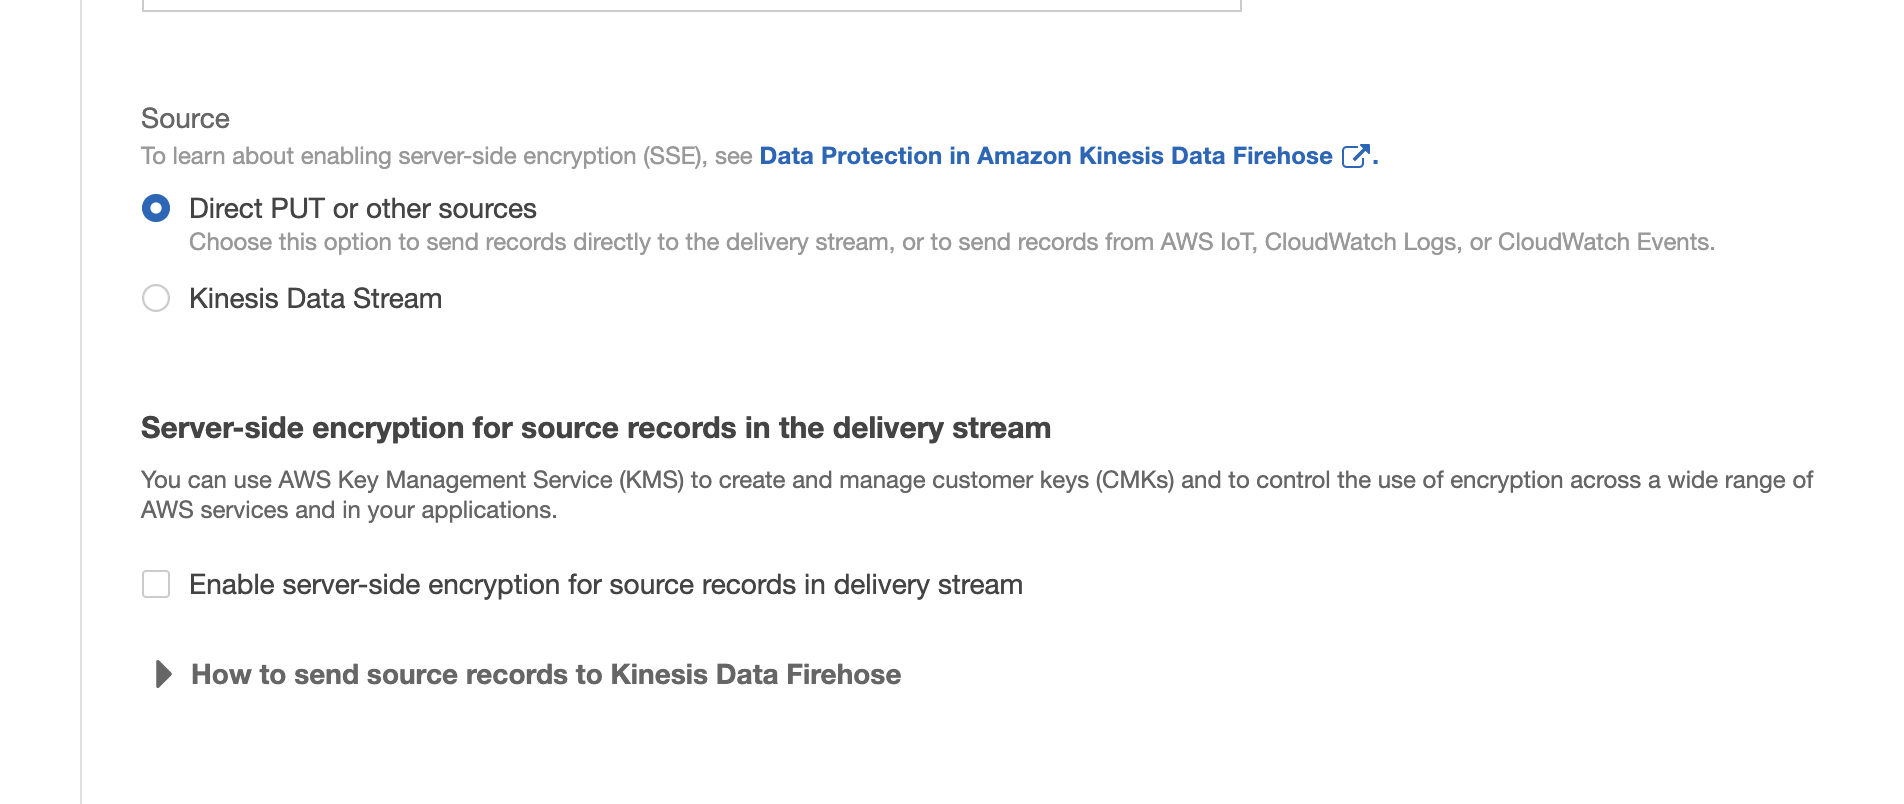 Source
To learn about enabling server-side encryption (SSE), see Data Protection in Amazon Kinesis Data Firehose.
Direct PUT or other sources
Choose this option to send records directly to the delivery stream, or to send records from AWS IoT, CloudWatch Logs, or CloudWatch Events.
Kinesis Data Stream
Server-side encryption for source records in the delivery stream
You can use AWS Key Management Service (KMS) to create and manage customer keys (CMKs) and to control the use of encryption across a wide range of
AWS services and in your applications.
Enable server-side encryption for source records in delivery stream
How to send source records to Kinesis Data Firehose